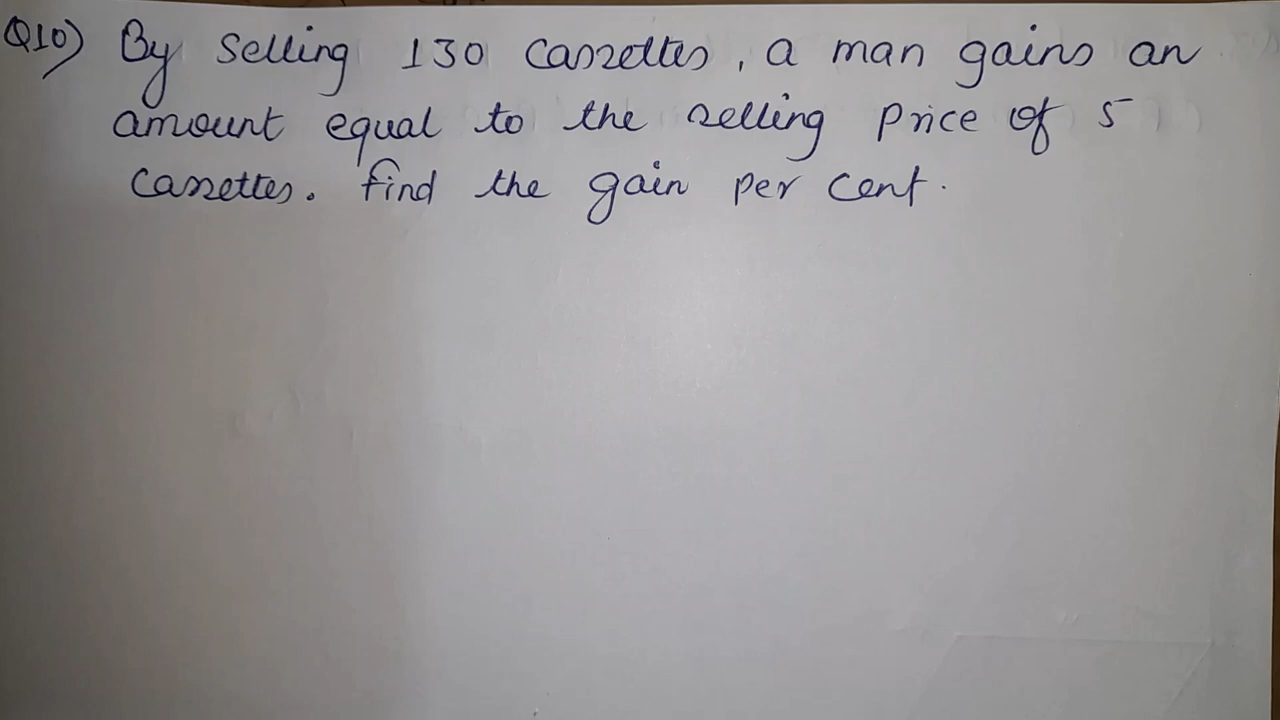 Q10) By selling 130 cassettes, a man gains an
amount equal to the selling price of 5
cassettes. find the gain per cent.